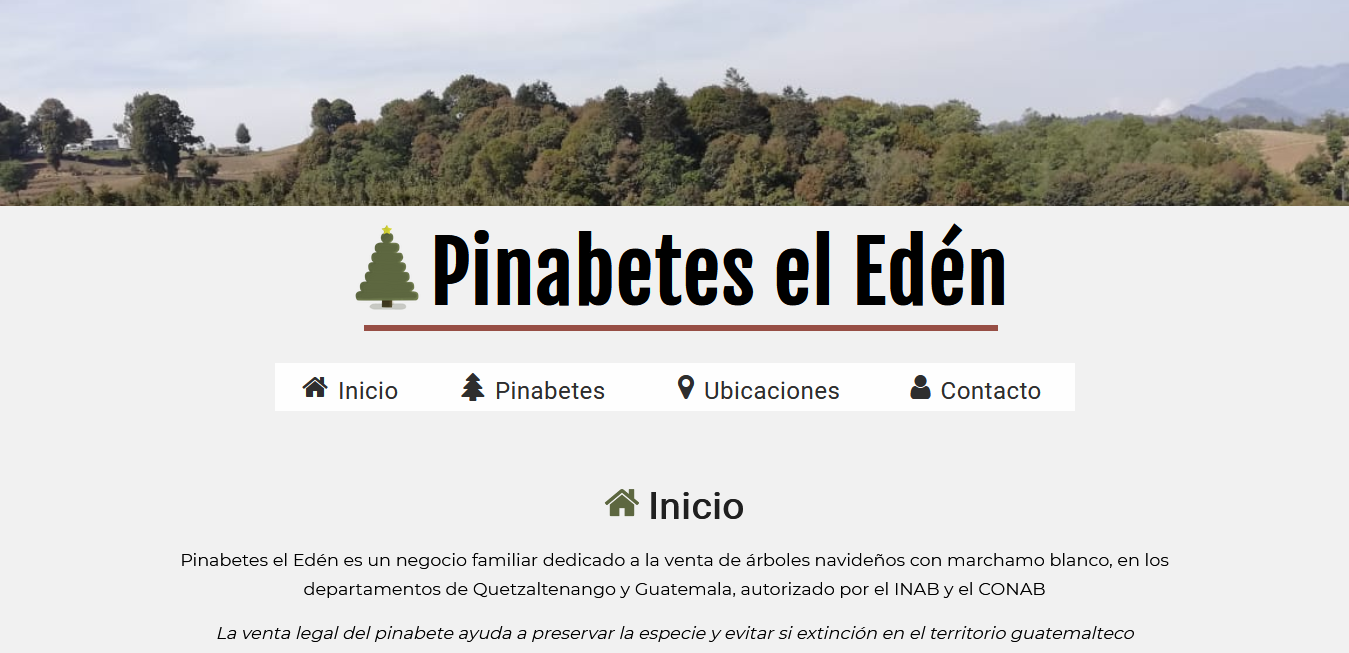 Pinabetes el Edén
Inicio
Pinabetes
Ubicaciones
Contacto
Inicio
Pinabetes el Edén es un negocio familiar dedicado a la venta de árboles navideños con marchamo blanco, en los
departamentos de Quetzaltenango y Guatemala, autorizado por el INAB y el CONAB
La venta legal del pinabete ayuda a preservar la especie y evitar si extinción en el territorio guatemalteco